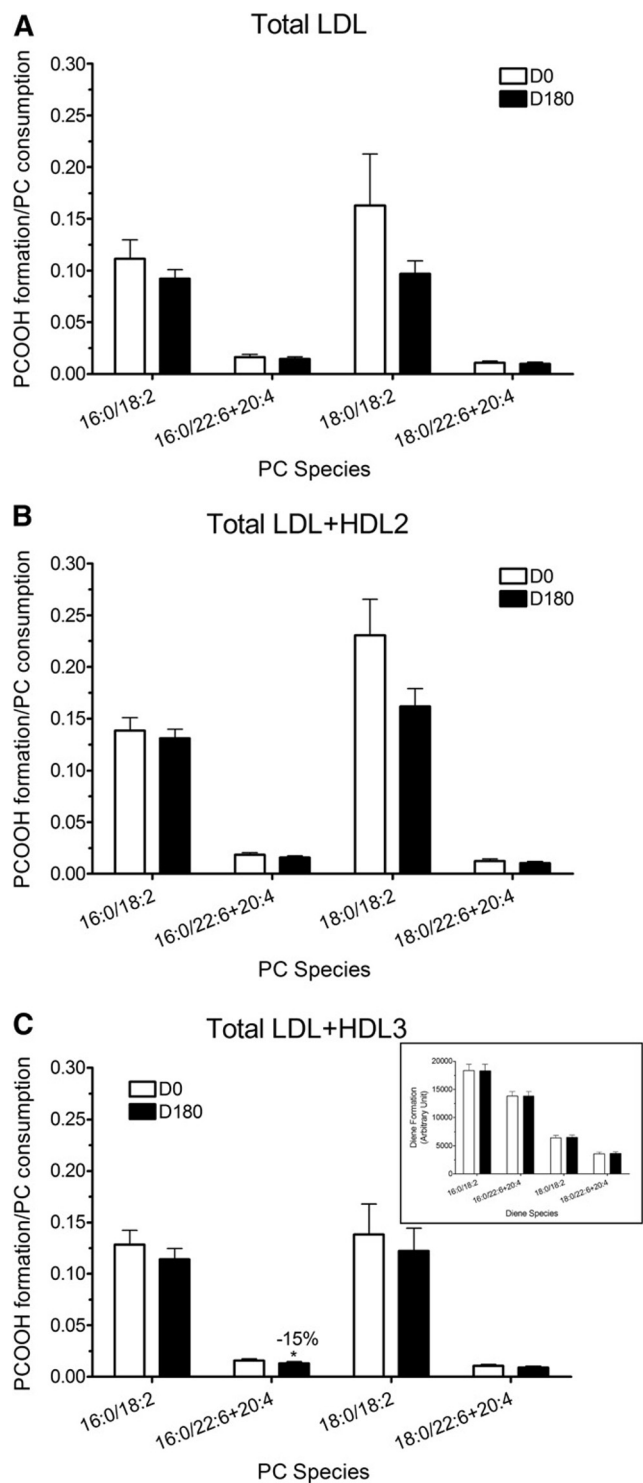 A
Total LDL
PCOOH formation/PC consumption
0.30
0.25
0.20
0.15
0.10
0.05
0.00
D0
D180
16:0/18:2
16:0/22:6+20:4
18:0/18:2
18:0/22:6+20:4
PC Species
B
Total LDL+HDL2
PCOOH formation/PC consumption
0.30
0.25
0.20
0.15
0.10
0.05
0.00
D0
D180
16:0/18:2
16:0/22:6+20:4
18:0/18:2
18:0/22:6+20:4
PC Species
C
Total LDL+HDL3
PCOOH formation/PC consumption
0.30
0.25
0.20
0.15
0.10
0.05
0.00
D0
D180
-15%
*
16:0/18:2
16:0/22:6+20:4
18:0/18:2
18:0/22:6+20:4
PC Species
Diene Formation
(Arbitrary Unit)
20000
15000
10000
5000
0
16:0/18:2
16:0/22:6+20:4
18:0/18:2
18:0/22:6+20:4
Diene Species